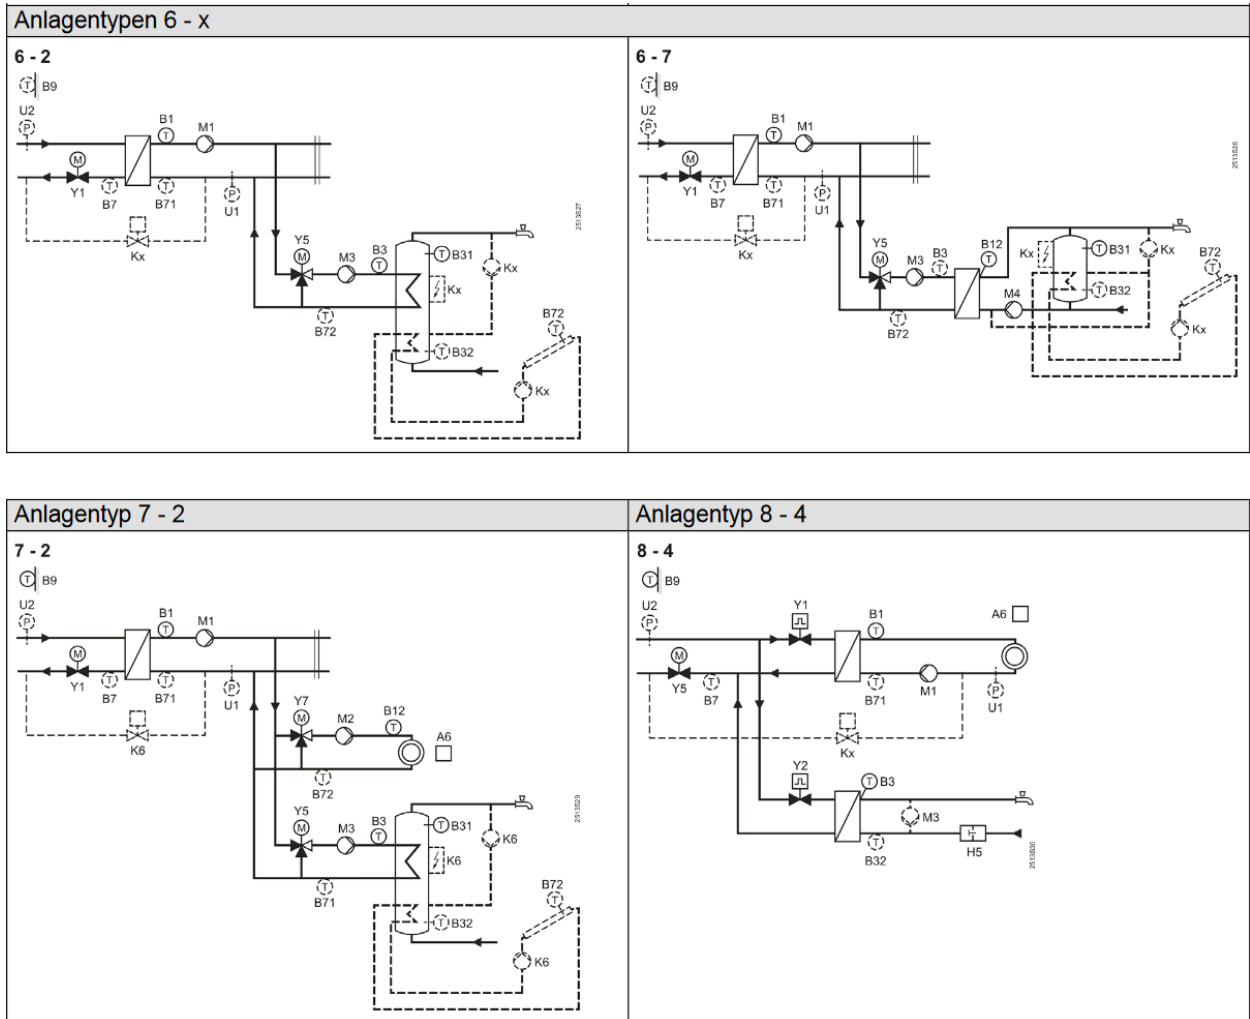 Anlagentypen 6 - x
6 - 2
T B9
U2
P
B1
T
M1
M
Y1
T
B7
T
B71
P
U1
Kx
2513527
Y5
M
M3
B3
T
T B31
Kx
Kx
T
B72
B72
T
T B32
Kx
6 - 7
T B9
U2
P
B1
T
M1
M
Y1
T
B7
T
B71
P
U1
Kx
2513528
Y5
M
M3
B3
T
B12
T
Kx
T B31
Kx
B72
T
T B32
M4
Kx
T
B72
Anlagentyp 7 - 2
7 - 2
T B9
U2
P
B1
T
M1
M
Y1
T
B7
T
B71
P
U1
K6
Y7
M
M2
B12
T
A6
T
B72
2513529
Y5
M
M3
B3
T
T B31
K6
K6
T
B71
B72
T
T B32
K6
Anlagentyp 8 - 4
8 - 4
T B9
U2
P
Y1
B1
T
A6
M
Y5
T
B7
T
B71
M1
P
U1
Kx
Y2
T B3
M3
T
B32
H5
2513530